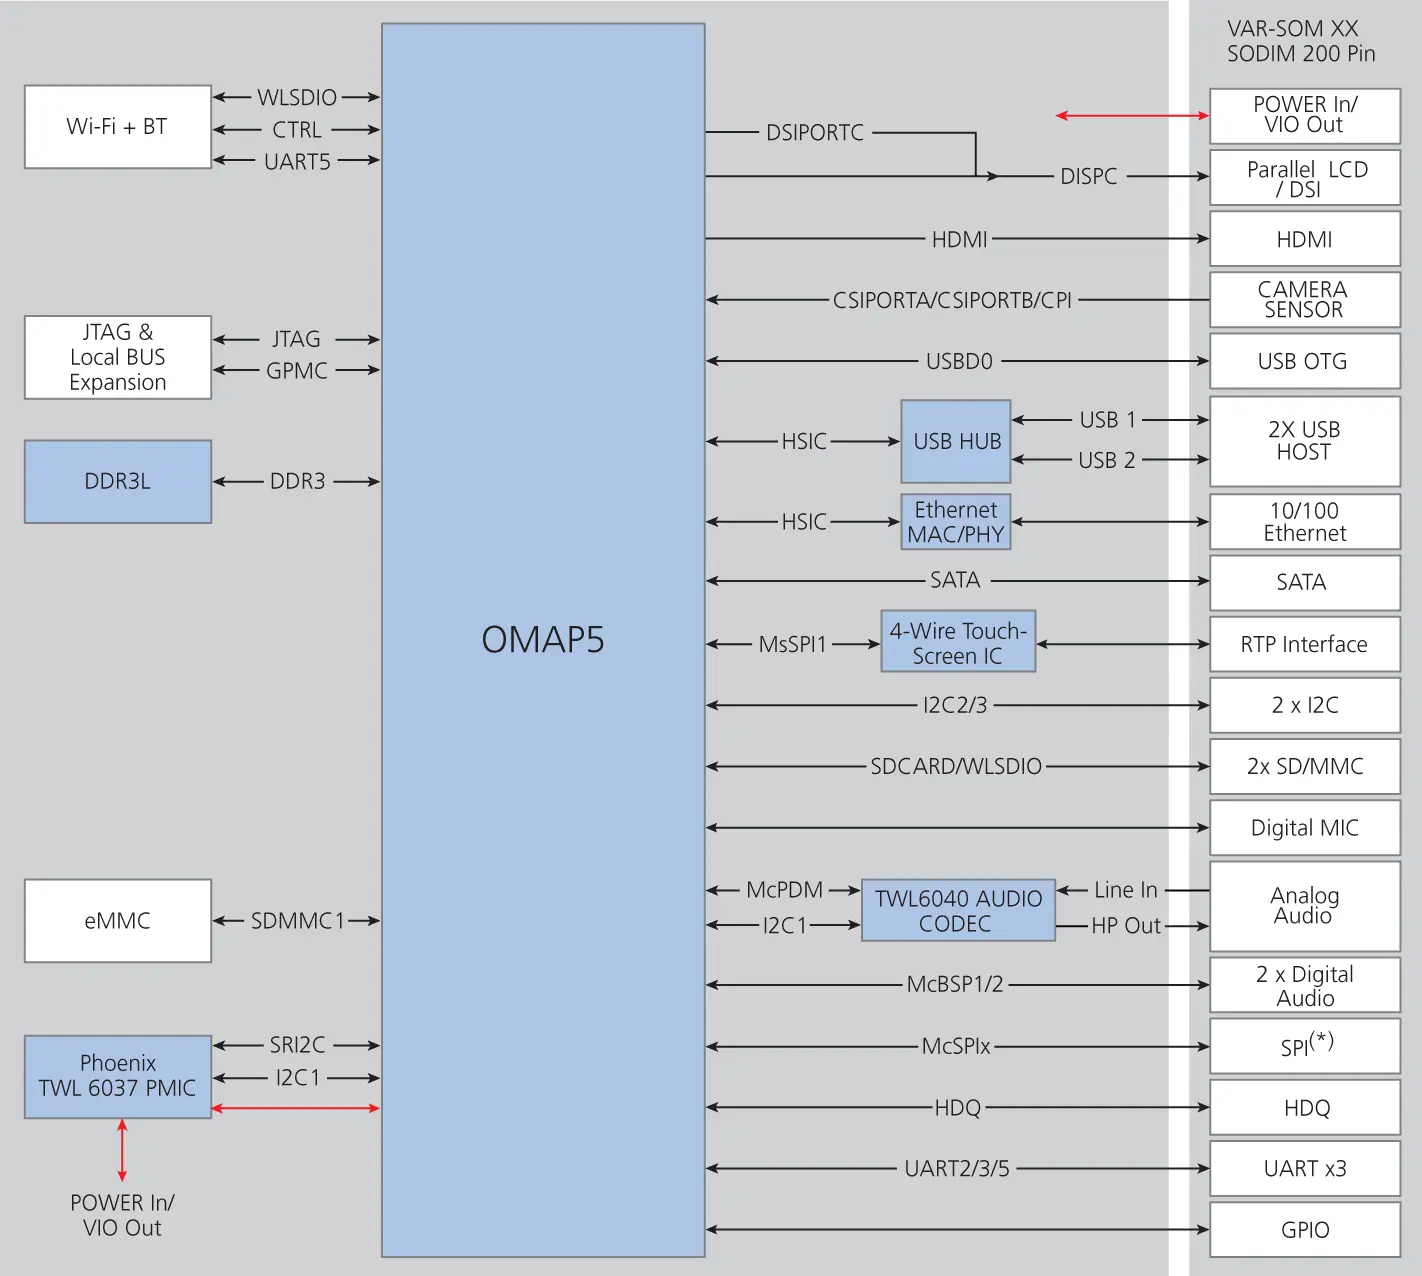 VAR-SOM XX
SODIM 200 Pin
Wi-Fi + BT
WLSDIO
CTRL
UART5
JTAG &
Local BUS
Expansion
JTAG
GPMC
DDR3L
DDR3
eMMC
SDMMC1
Phoenix
TWL 6037 PMIC
SRI2C
I2C1
POWER In/
VIO Out
OMAP5
POWER In/
VIO Out
DSIPORTC
DISPC
Parallel LCD
/ DSI
HDMI
HDMI
CSIPORTA/CSIPORTB/CPI
CAMERA
SENSOR
USBD0
USB OTG
HSIC
USB HUB
USB 1
USB 2
2X USB
HOST
HSIC
Ethernet
MAC/PHY
10/100
Ethernet
SATA
SATA
MsSPI1
4-Wire Touch-
Screen IC
RTP Interface
I2C2/3
2 x I2C
SDCARD/WLSDIO
2x SD/MMC
Digital MIC
McPDM
I2C1
TWL6040 AUDIO
CODEC
Line In
HP Out
Analog
Audio
McBSP1/2
2 x Digital
Audio
McSPIx
SPI(*)
HDQ
HDQ
UART2/3/5
UART x3
GPIO